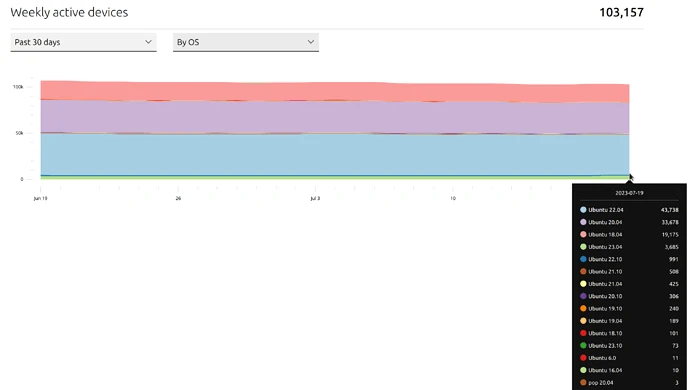 Weekly active devices 103,157
Past 30 days By OS
100k
50k
0
Jun 19 26 Jul 3 10
2023-07-19
Ubuntu 22.04 43,738
Ubuntu 20.04 33,678
Ubuntu 18.04 19,175
Ubuntu 23.04 3,685
Ubuntu 22.10 991
Ubuntu 21.10 508
Ubuntu 21.04 425
Ubuntu 20.10 306
Ubuntu 19.10 240
Ubuntu 19.04 189
Ubuntu 18.10 101
Ubuntu 23.10 73
Ubuntu 6.0 11
Ubuntu 16.04 10
pop 20.04 3